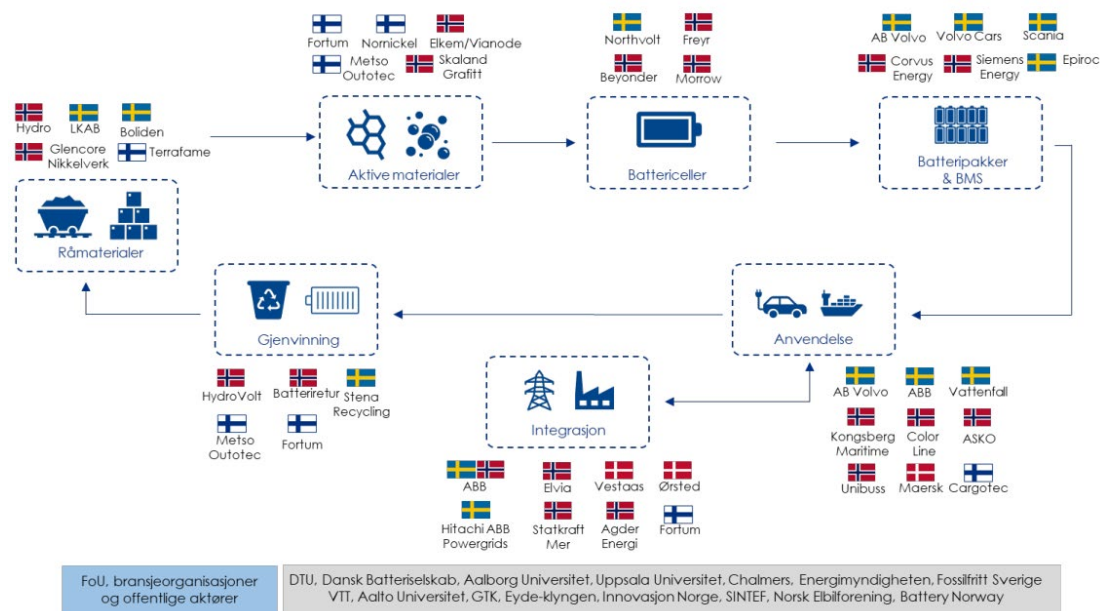 Fortum
Nornickel
Elkem/Vianode
Metso
Outotec
Skaland
Grafitt
Northvolt
Freyr
Beyonder
Morrow
AB Volvo
Volvo Cars
Scania
Corvus
Energy
Siemens
Energy
Epiroc
Hydro
LKAB
Boliden
Glencore
Nikkelverk
Terrafame
Råmaterialer
Aktive materialer
Battericeller
Batteripakker
& BMS
Gjenvinning
Anvendelse
Integrasjon
HydroVolt
Batteriretur
Stena
Recycling
Metso
Outotec
Fortum
AB Volvo
ABB
Vattenfall
Kongsberg
Maritime
Color
Line
ASKO
Unibuss
Maersk
Cargotec
ABB
Elvia
Vestaas
Ørsted
Hitachi ABB
Powergrids
Statkraft
Mer
Agder
Energi
Fortum
FoU, bransjeorganisasjoner
og offentlige aktører
DTU, Dansk Batteriselskab, Aalborg Universitet, Uppsala Universitet, Chalmers, Energimyndigheten, Fossilfritt Sverige
VTT, Aalto Universitet, GTK, Eyde-klyngen, Innovasjon Norge, SINTEF, Norsk Elbilforening, Battery Norway